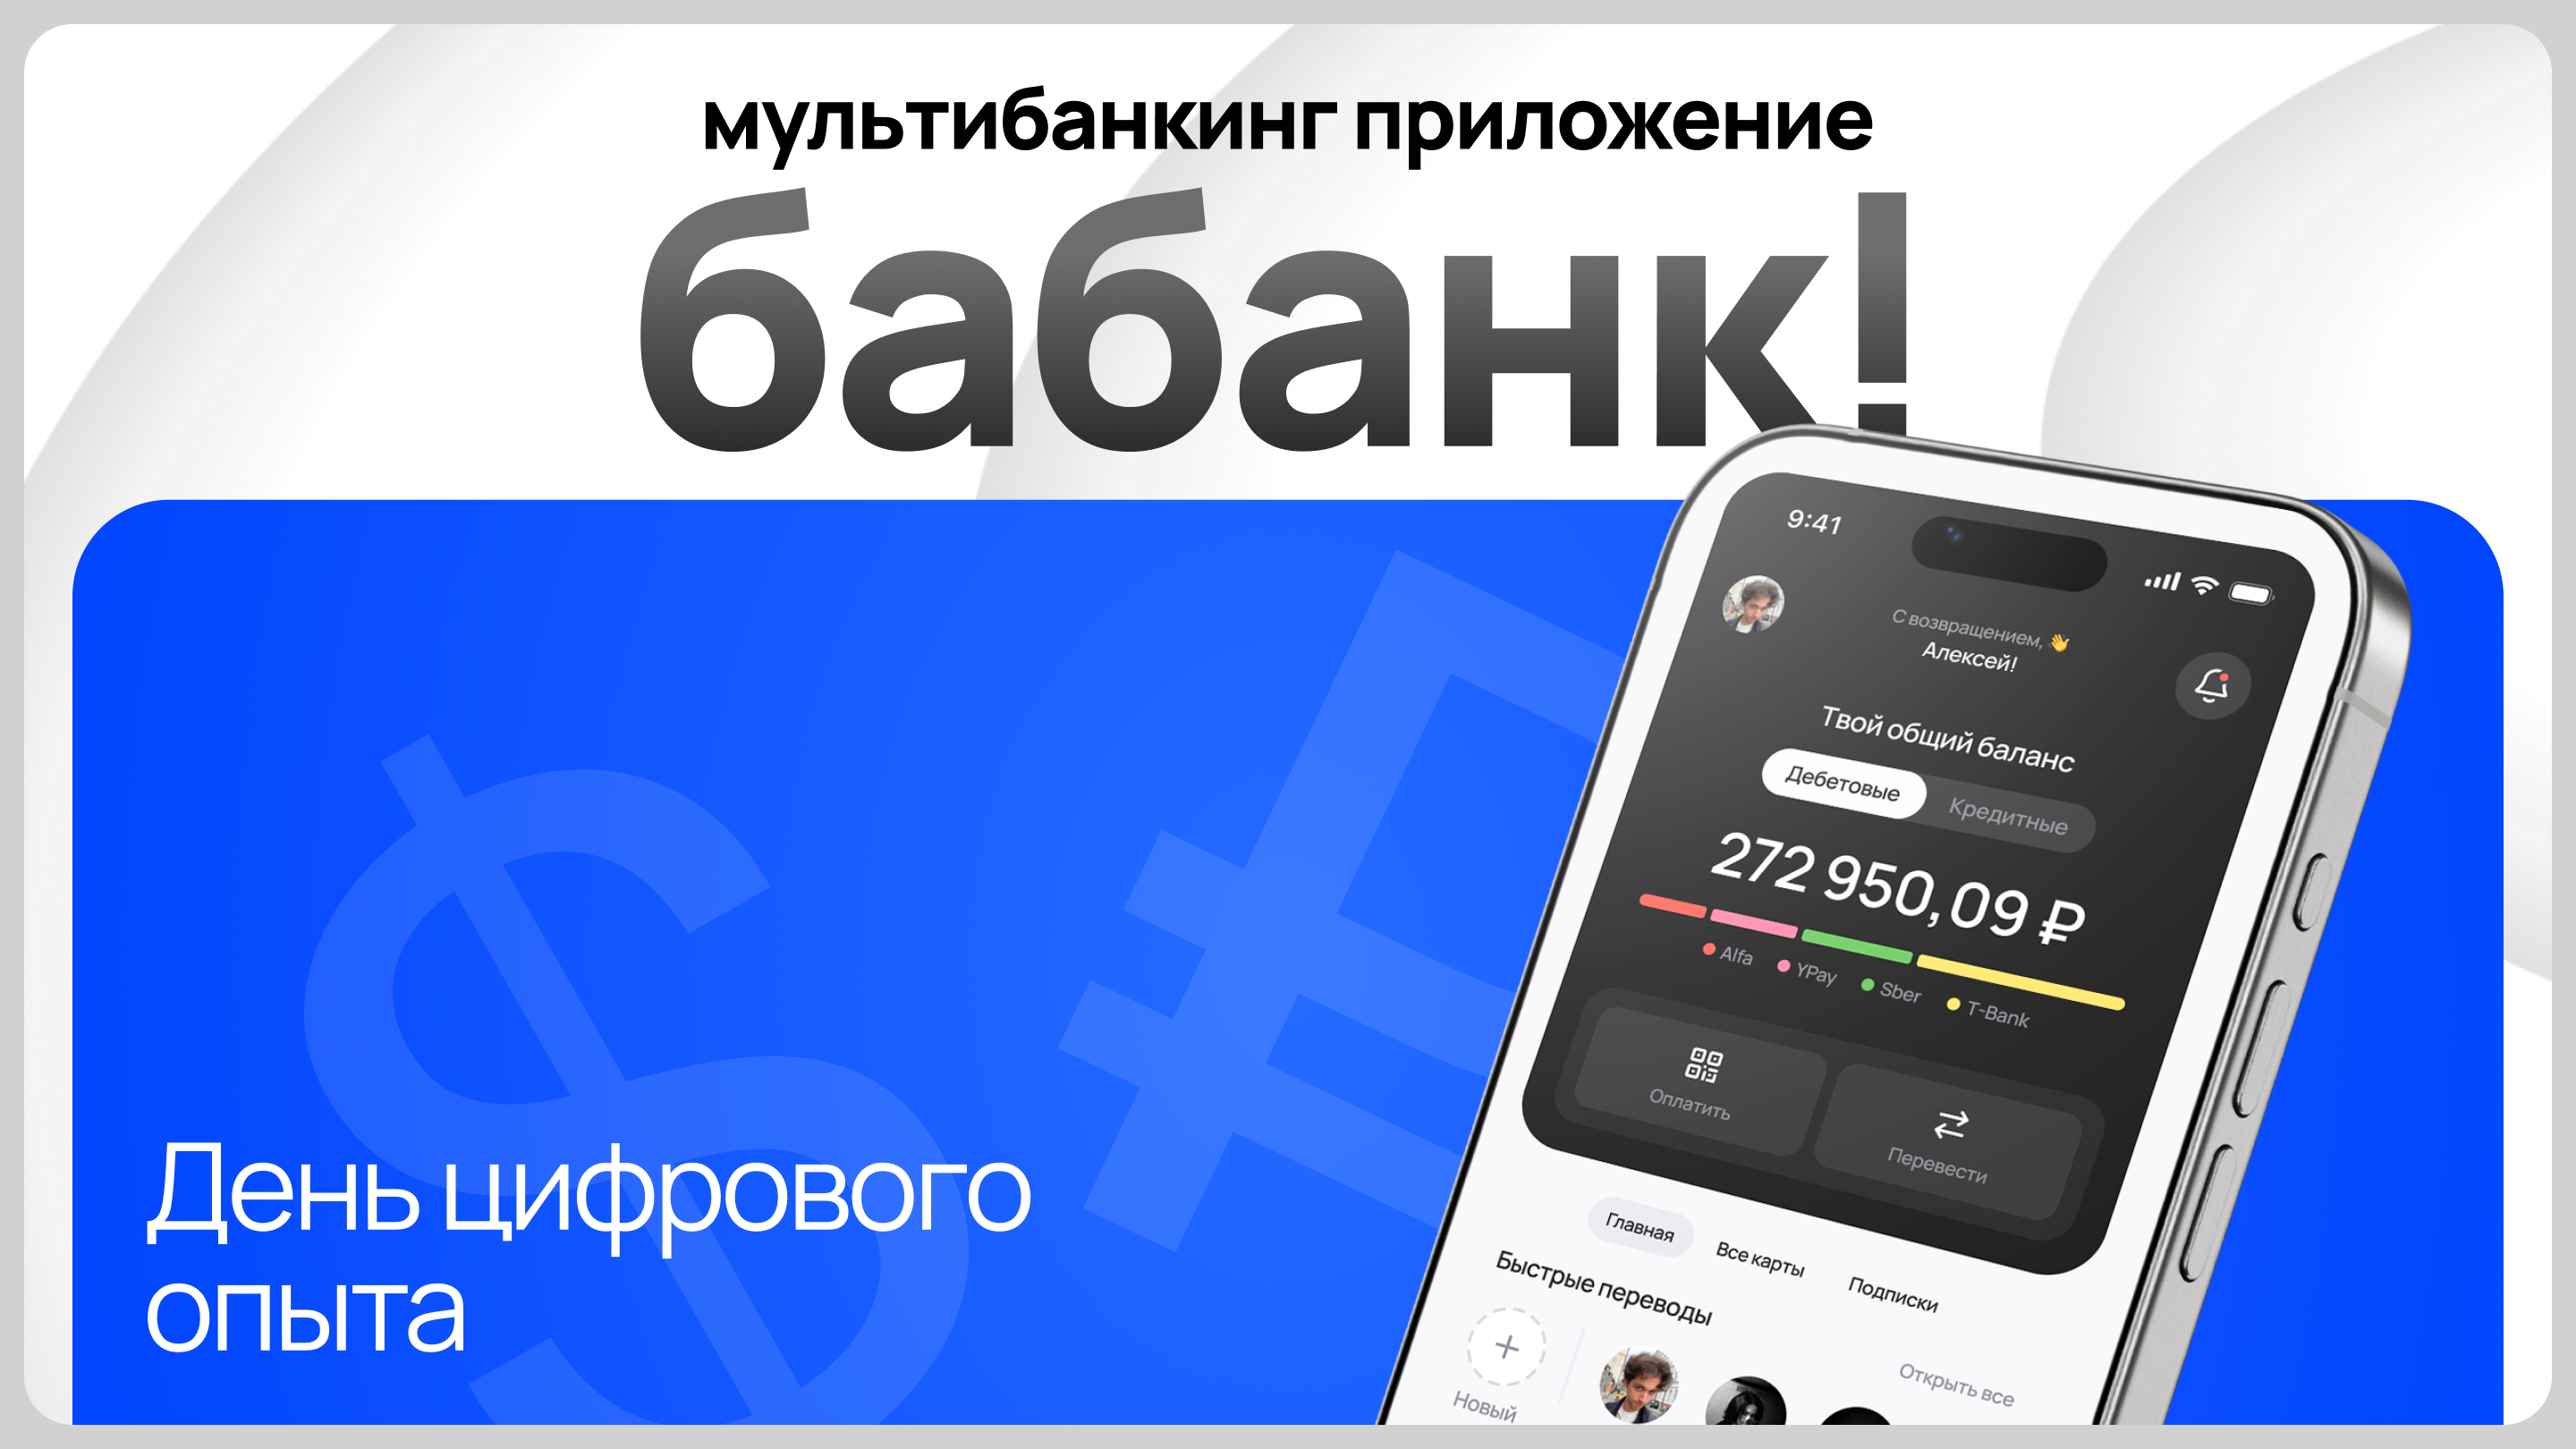 мультибанкинг приложение
бабанк!
9:41
С возвращением, 👋
Алексей!
Твой общий баланс
Дебетовые Кредитные
272 950,09 ₽
Alfa YPay Sber T-Bank
Оплатить Перевести
Главная Все карты Подписки
Быстрые переводы
Открыть все
Новый
День цифрового
опыта